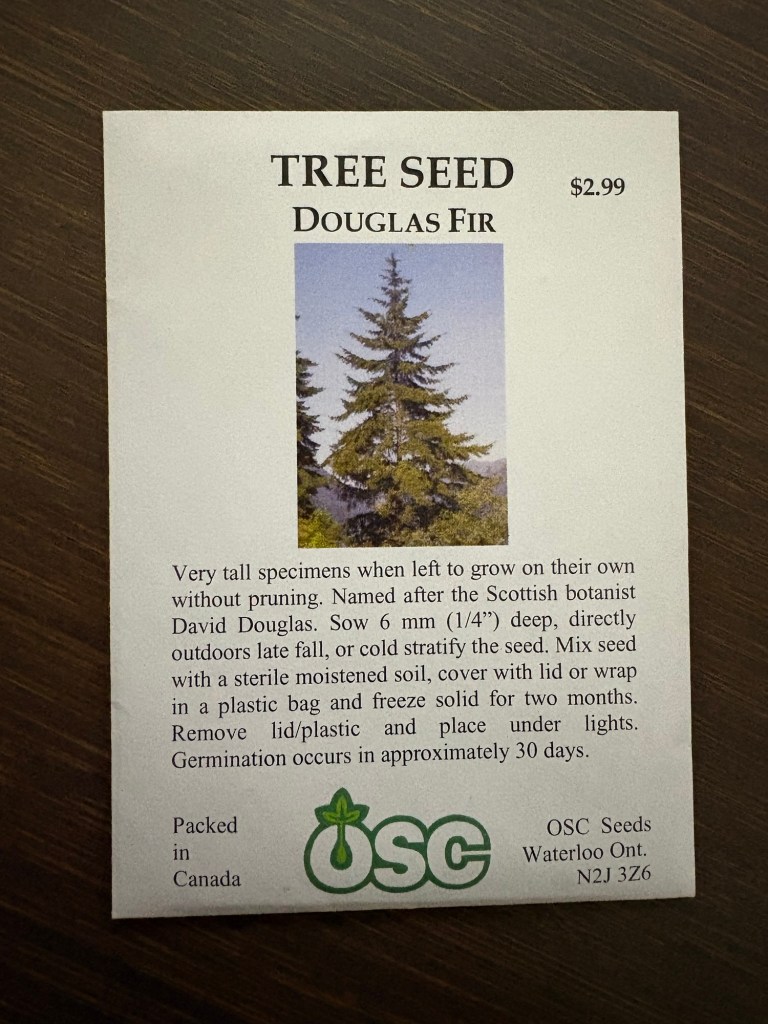 TREE SEED
$2.99
DOUGLAS FIR
Very tall specimens when left to grow on their own
without pruning. Named after the Scottish botanist
David Douglas. Sow 6 mm (1/4”) deep, directly
outdoors late fall, or cold stratify the seed. Mix seed
with a sterile moistened soil, cover with lid or wrap
in a plastic bag and freeze solid for two months.
Remove lid/plastic and place under lights.
Germination occurs in approximately 30 days.
Packed
in
Canada
OSC
OSC Seeds
Waterloo Ont.
N2J 3Z6